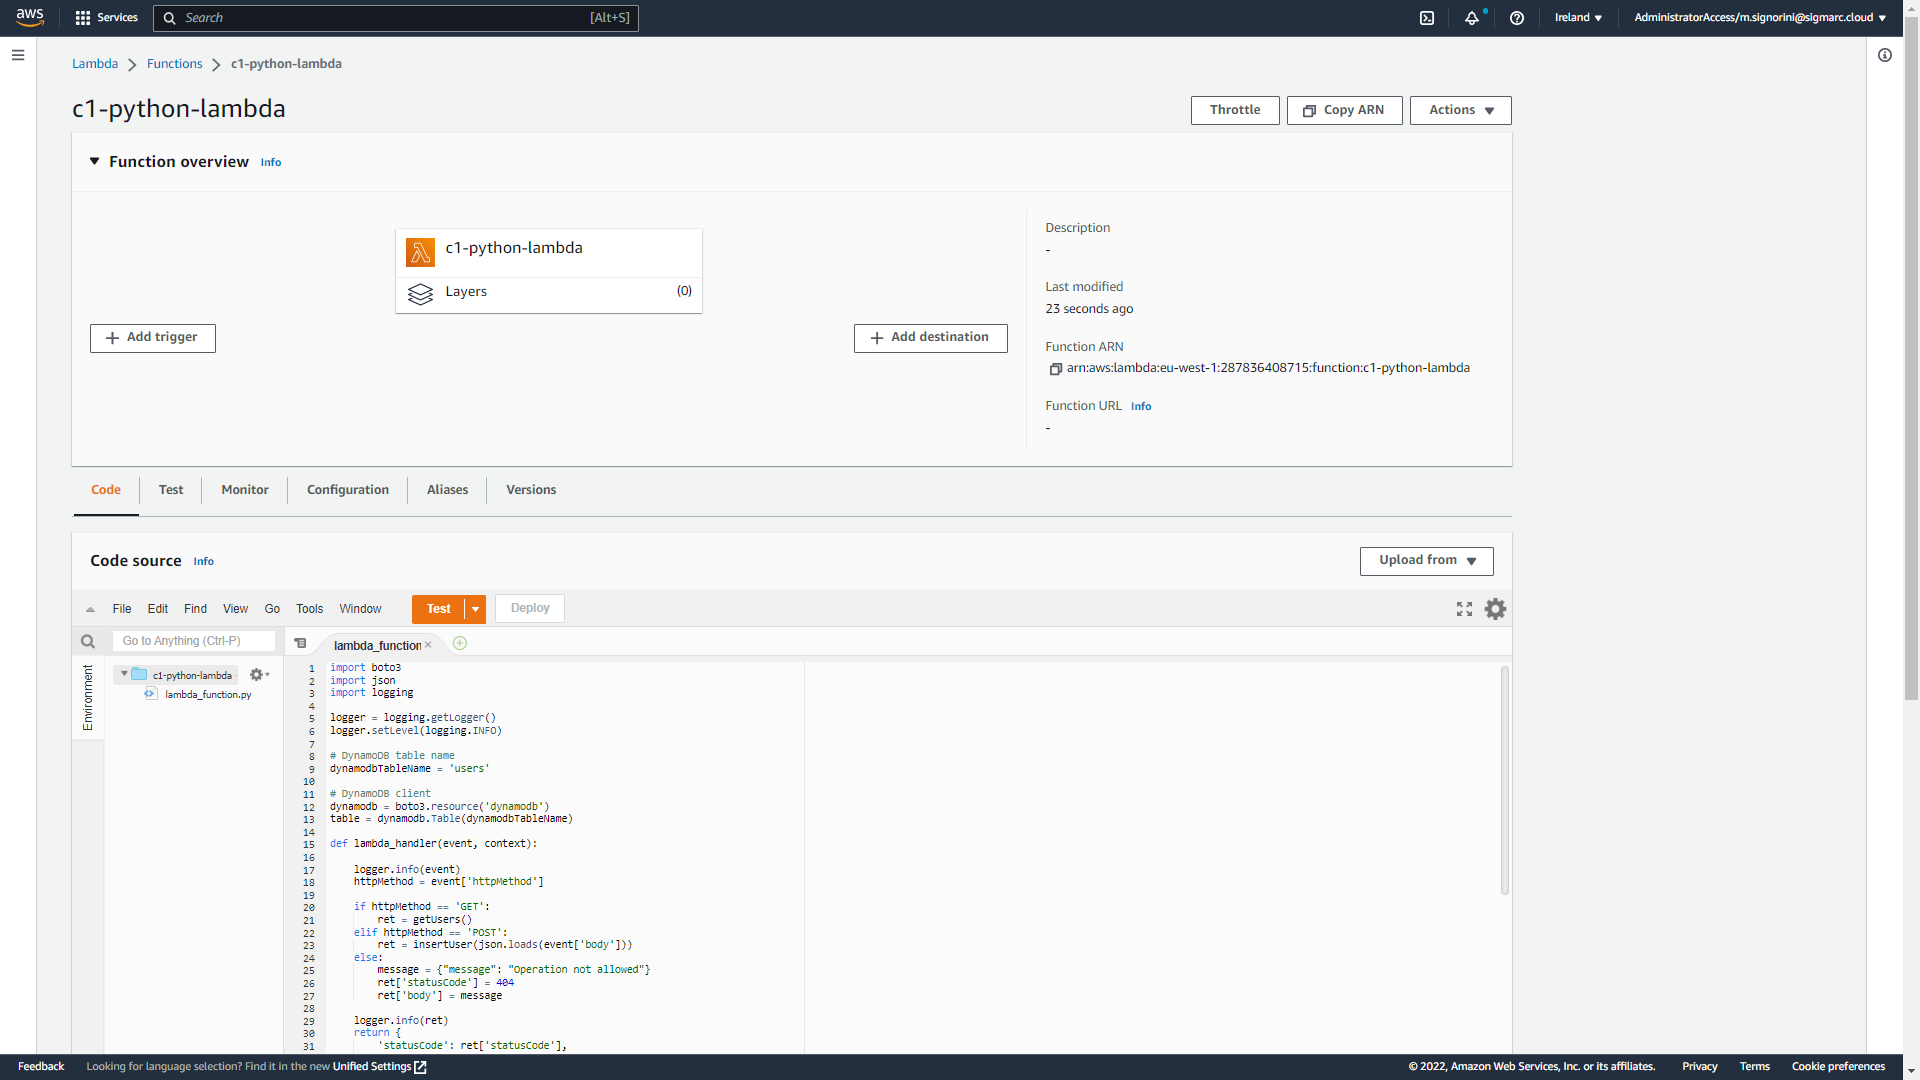 aws
Services
Search
[Alt+S]
Ireland
AdministratorAccess/m.signorini@sigmarc.cloud
Lambda
Functions
c1-python-lambda
c1-python-lambda
Throttle
Copy ARN
Actions
Function overview
Info
c1-python-lambda
Layers
(0)
Add trigger
Add destination
Description
-
Last modified
23 seconds ago
Function ARN
arn:aws:lambda:eu-west-1:287836408715:function:c1-python-lambda
Function URL Info
-
Code
Test
Monitor
Configuration
Aliases
Versions
Code source
Info
Upload from
File
Edit
Find
View
Go
Tools
Window
Test
Deploy
Go to Anything (Ctrl-P)
lambda_function
Environment
c1-python-lambda
lambda_function.py
1 import boto3
2 import json
3 import logging
4
5 logger = logging.getLogger()
6 logger.setLevel(logging.INFO)
7
8 # DynamoDB table name
9 dynamodbTableName = 'users'
10
11 # DynamoDB client
12 dynamodb = boto3.resource('dynamodb')
13 table = dynamodb.Table(dynamodbTableName)
14
15 def lambda_handler(event, context):
16
17     logger.info(event)
18     httpMethod = event['httpMethod']
19
20     if httpMethod == 'GET':
21         ret = getUsers()
22     elif httpMethod == 'POST':
23         ret = insertUser(json.loads(event['body']))
24     else:
25         message = {"message": "Operation not allowed"}
26         ret['statusCode'] = 404
27         ret['body'] = message
28
29     logger.info(ret)
30     return {
31         'statusCode': ret['statusCode'],
Feedback
Looking for language selection? Find it in the new Unified Settings
© 2022, Amazon Web Services, Inc. or its affiliates.
Privacy
Terms
Cookie preferences